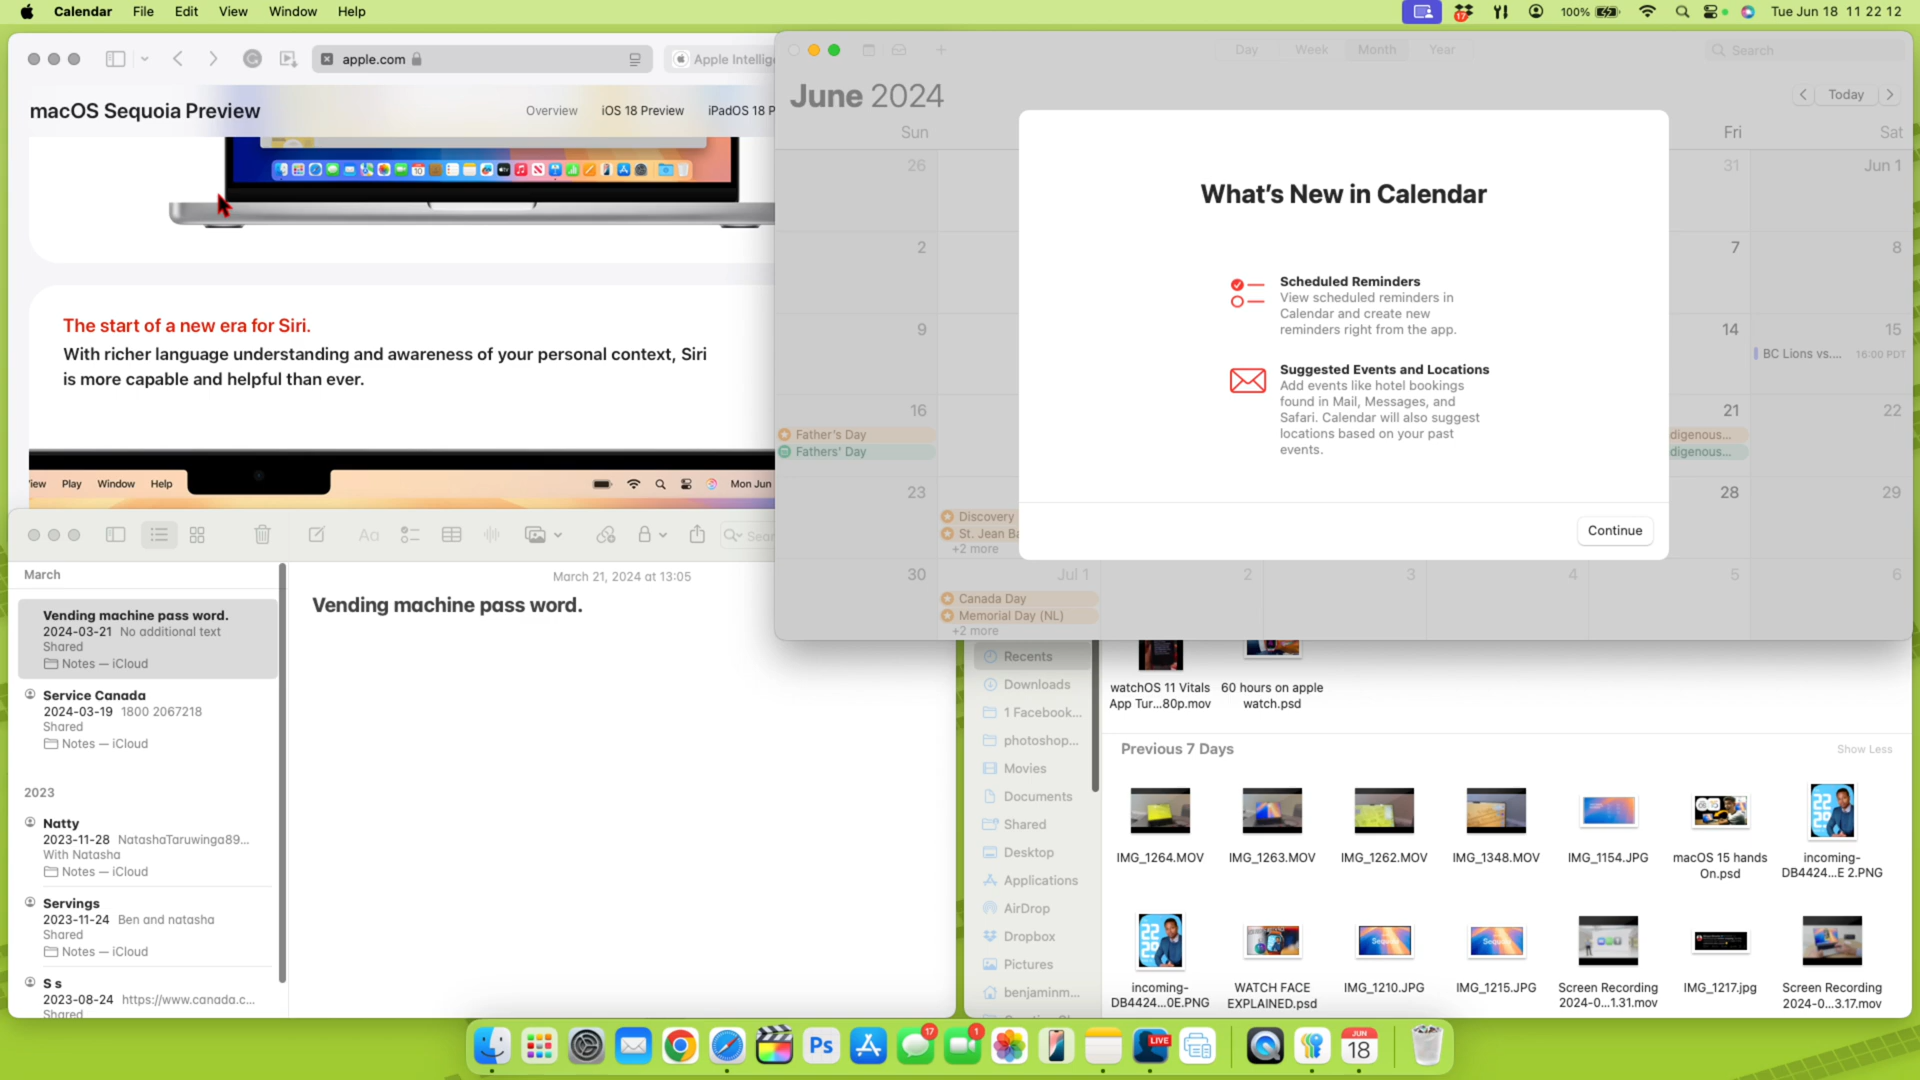 Calendar File Edit View Window Help
100%
Tue Jun 18 11 22 12
apple.com
Apple Intellig
macOS Sequoia Preview
Overview
iOS 18 Preview
iPadOS 18 P
The start of a new era for Siri.
With richer language understanding and awareness of your personal context, Siri
is more capable and helpful than ever.
iew Play Window Help
Mon Jun
Day Week Month Year
Search
June 2024
Today
Sun
Fri
Sat
26
31
Jun 1
2
7
8
9
14
15
BC Lions vs.... 16:00 PDT
16
21
22
Father's Day
Fathers' Day
digenous...
digenous...
23
28
29
Discovery
St. Jean Ba
+2 more
30
Jul 1
2
3
4
5
6
Canada Day
Memorial Day (NL)
+2 more
What's New in Calendar
Scheduled Reminders
View scheduled reminders in
Calendar and create new
reminders right from the app.
Suggested Events and Locations
Add events like hotel bookings
found in Mail, Messages, and
Safari. Calendar will also suggest
locations based on your past
events.
Continue
Aa
Sear
March
Vending machine pass word.
2024-03-21 No additional text
Shared
Notes — iCloud
Service Canada
2024-03-19 1800 2067218
Shared
Notes — iCloud
2023
Natty
2023-11-28 NatashaTaruwinga89...
With Natasha
Notes — iCloud
Servings
2023-11-24 Ben and natasha
Shared
Notes — iCloud
S s
2023-08-24 https://www.canada.c...
Shared
March 21, 2024 at 13:05
Vending machine pass word.
Recents
Downloads
1 Facebook...
photoshop...
Movies
Documents
Shared
Desktop
Applications
AirDrop
Dropbox
Pictures
benjaminm...
watchOS 11 Vitals
App Tur...80p.mov
60 hours on apple
watch.psd
Previous 7 Days
Show Less
IMG_1264.MOV
IMG_1263.MOV
IMG_1262.MOV
IMG_1348.MOV
IMG_1154.JPG
macOS 15 hands
On.psd
incoming-
DB4424...E 2.PNG
incoming-
DB4424...0E.PNG
WATCH FACE
EXPLAINED.psd
IMG_1210.JPG
IMG_1215.JPG
Screen Recording
2024-0...1.31.mov
IMG_1217.jpg
Screen Recording
2024-0...3.17.mov
Ps
17
1
LIVE
JUN
18